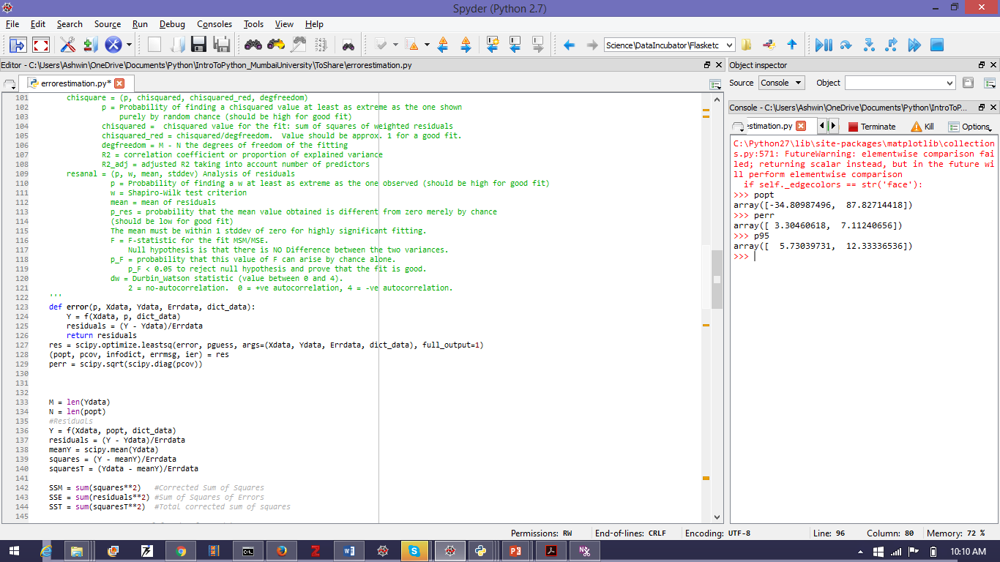 Spyder (Python 2.7)
File Edit Search Source Run Debug Consoles Tools View Help
Science\DataIncubator\Flasketc
Editor - C:\Users\Ashwin\OneDrive\Documents\Python\IntroToPython_MumbaiUniversity\ToShare\errorestimation.py
errorestimation.py*
101 chisquare = (p, chisquared, chisquared_red, degfreedom)
102 p = Probability of finding a chisquared value at least as extreme as the one shown
103 purely by random chance (should be high for good fit)
104 chisquared = chisquared value for the fit: sum of squares of weighted residuals
105 chisquared_red = chisquared/degfreedom. Value should be approx. 1 for a good fit.
106 degfreedom = M - N the degrees of freedom of the fitting
107 R2 = correlation coefficient or proportion of explained variance
108 R2_adj = adjusted R2 taking into account number of predictors
109 resanal = (p, w, mean, stddev) Analysis of residuals
110 p = Probability of finding a w at least as extreme as the one observed (should be high for good fit)
111 w = Shapiro-Wilk test criterion
112 mean = mean of residuals
113 p_res = probability that the mean value obtained is different from zero merely by chance
114 (should be low for good fit)
115 The mean must be within 1 stddev of zero for highly significant fitting.
116 F = F-statistic for the fit MSM/MSE.
117 Null hypothesis is that there is NO Difference between the two variances.
118 p_F = probability that this value of F can arise by chance alone.
119 p_F < 0.05 to reject null hypothesis and prove that the fit is good.
120 dw = Durbin_Watson statistic (value between 0 and 4).
121 2 = no-autocorrelation. 0 = +ve autocorrelation, 4 = -ve autocorrelation.
122 '''
123 def error(p, Xdata, Ydata, Errdata, dict_data):
124 Y = f(Xdata, p, dict_data)
125 residuals = (Y - Ydata)/Errdata
126 return residuals
127 res = scipy.optimize.leastsq(error, pguess, args=(Xdata, Ydata, Errdata, dict_data), full_output=1)
128 (popt, pcov, infodict, errmsg, ier) = res
129 perr = scipy.sqrt(scipy.diag(pcov))
130
131
132
133 M = len(Ydata)
134 N = len(popt)
135 #Residuals
136 Y = f(Xdata, popt, dict_data)
137 residuals = (Y - Ydata)/Errdata
138 meanY = scipy.mean(Ydata)
139 squares = (Y - meanY)/Errdata
140 squaresT = (Ydata - meanY)/Errdata
141
142 SSM = sum(squares**2) #Corrected Sum of Squares
143 SSE = sum(residuals**2) #Sum of Squares of Errors
144 SST = sum(squaresT**2) #Total corrected sum of squares
145
Object inspector
Source Console Object
Console - C:\Users\Ashwin\OneDrive\Documents\Python\IntroToP...
:stimation.py Terminate Kill Options
C:\Python27\lib\site-packages\matplotlib\collection
s.py:571: FutureWarning: elementwise comparison fai
led; returning scalar instead, but in the future wi
ll perform elementwise comparison
if self._edgecolors == str('face'):
>>> popt
array([-34.80987496, 87.82714418])
>>> perr
array([ 3.30460618, 7.11240656])
>>> p95
array([ 5.73039731, 12.33336536])
>>>
Permissions: RW End-of-lines: CRLF Encoding: UTF-8 Line: 96 Column: 80 Memory: 72 %
10:10 AM